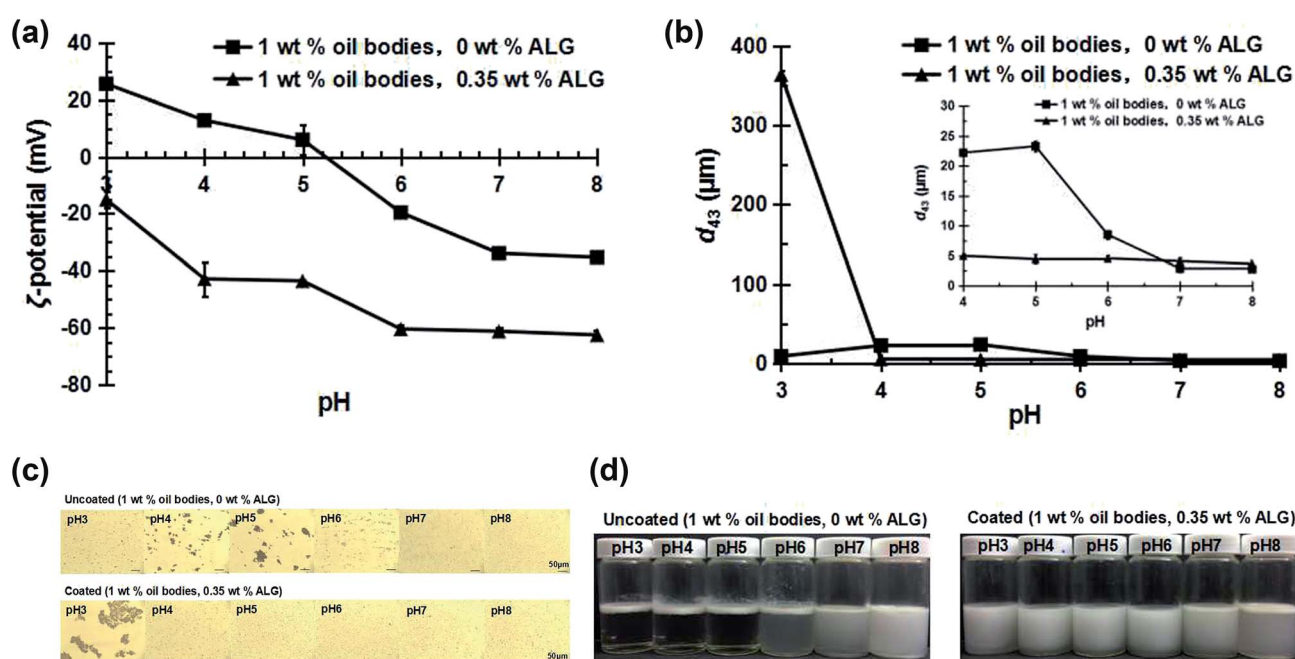 (a)
1 wt % oil bodies, 0 wt % ALG
1 wt % oil bodies, 0.35 wt % ALG
40
20
0
-20
-40
-60
-80
ζ-potential (mV)
3 4 5 6 7 8
pH
(b)
1 wt % oil bodies, 0 wt % ALG
1 wt % oil bodies, 0.35 wt % ALG
400
300
200
100
0
d43 (μm)
3 4 5 6 7 8
pH
1 wt % oil bodies, 0 wt % ALG
1 wt % oil bodies, 0.35 wt % ALG
30
25
20
15
10
5
0
d43 (μm)
4 5 6 7 8
pH
(c)
Uncoated (1 wt % oil bodies, 0 wt % ALG)
pH3 pH4 pH5 pH6 pH7 pH8
50μm
Coated (1 wt % oil bodies, 0.35 wt % ALG)
pH3 pH4 pH5 pH6 pH7 pH8
50μm
(d)
Uncoated (1 wt % oil bodies, 0 wt % ALG)
pH3 pH4 pH5 pH6 pH7 pH8
Coated (1 wt % oil bodies, 0.35 wt % ALG)
pH3 pH4 pH5 pH6 pH7 pH8